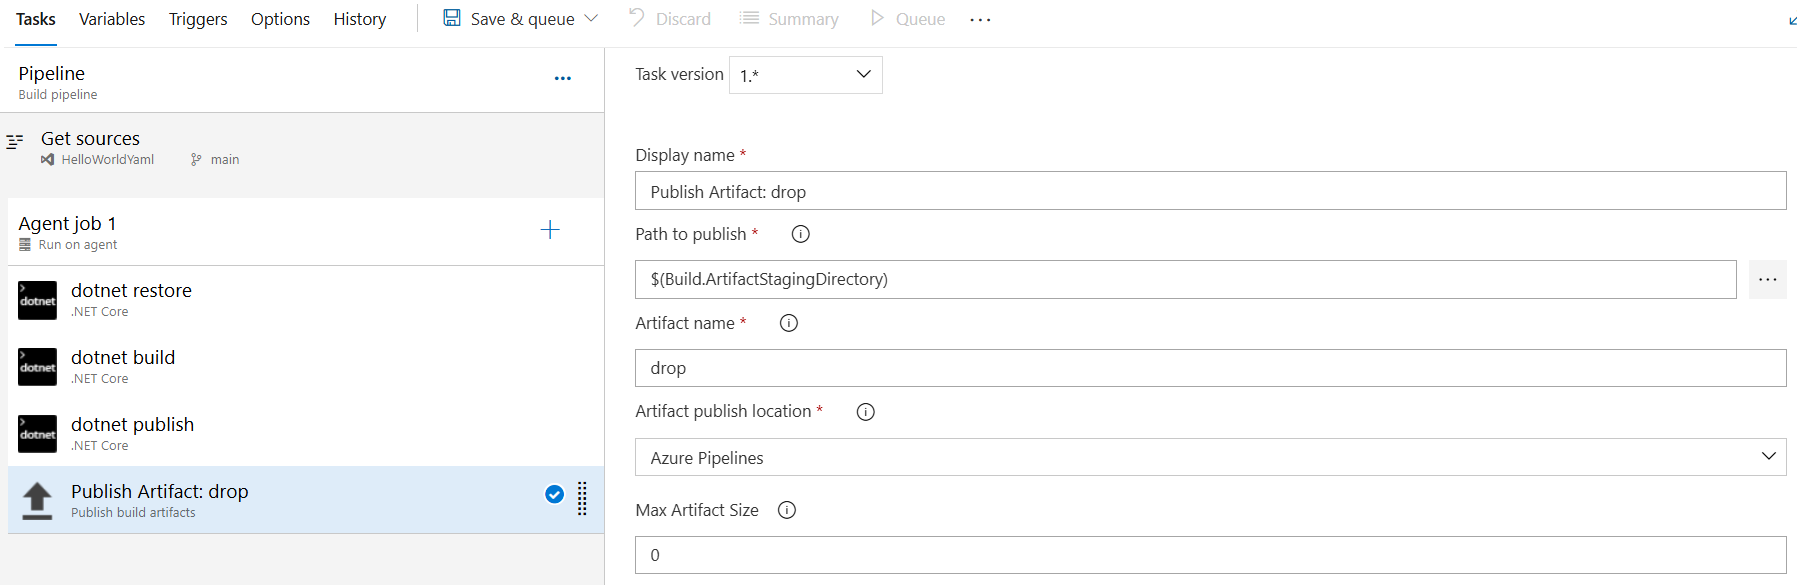 Tasks Variables Triggers Options History Save & queue Discard Summary Queue ...
Pipeline ...
Build pipeline
Get sources
HelloWorldYaml main
Agent job 1
Run on agent
> dotnet
dotnet restore
.NET Core
> dotnet
dotnet build
.NET Core
> dotnet
dotnet publish
.NET Core
Publish Artifact: drop
Publish build artifacts
Task version 1.*
Display name *
Publish Artifact: drop
Path to publish * i
$(Build.ArtifactStagingDirectory) ...
Artifact name * i
drop
Artifact publish location * i
Azure Pipelines
Max Artifact Size i
0